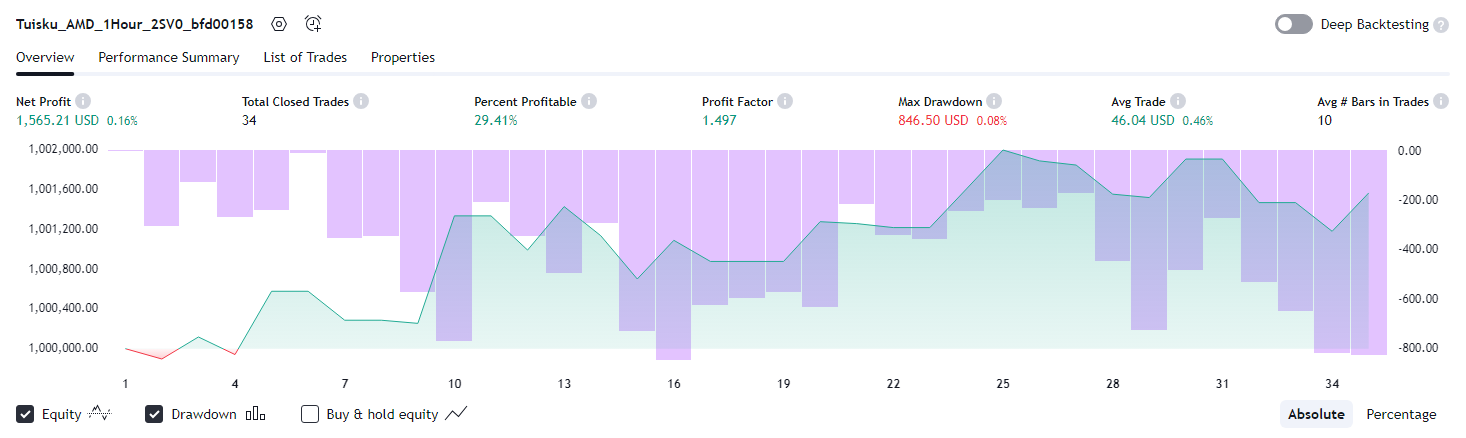 Tuisku_AMD_1Hour_2SV0_bfd00158
Deep Backtesting ?
Overview Performance Summary List of Trades Properties
Net Profit Total Closed Trades Percent Profitable Profit Factor Max Drawdown Avg Trade Avg # Bars in Trades
1,565.21 USD 0.16% 34 29.41% 1.497 846.50 USD 0.08% 46.04 USD 0.46% 10
1,002,000.00 0.00
1,001,600.00 -200.00
1,001,200.00 -400.00
1,000,800.00
1,000,400.00 -600.00
1,000,000.00 -800.00
1 4 7 10 13 16 19 22 25 28 31 34
Equity Drawdown Buy & hold equity Absolute Percentage